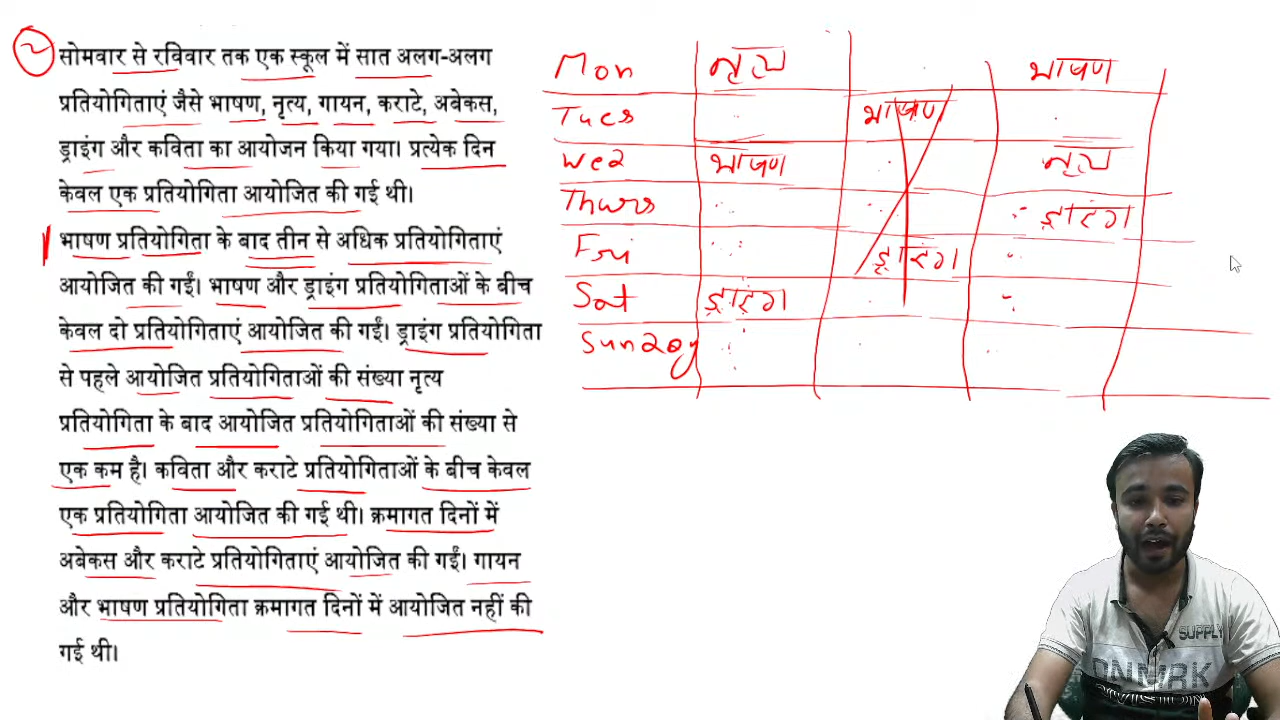 2
सोमवार से रविवार तक एक स्कूल में सात अलग-अलग
प्रतियोगिताएं जैसे भाषण, नृत्य, गायन, कराटे, अबेकस,
ड्राइंग और कविता का आयोजन किया गया। प्रत्येक दिन
केवल एक प्रतियोगिता आयोजित की गई थी।
भाषण प्रतियोगिता के बाद तीन से अधिक प्रतियोगिताएं
आयोजित की गईं। भाषण और ड्राइंग प्रतियोगिताओं के बीच
केवल दो प्रतियोगिताएं आयोजित की गईं। ड्राइंग प्रतियोगिता
से पहले आयोजित प्रतियोगिताओं की संख्या नृत्य
प्रतियोगिता के बाद आयोजित प्रतियोगिताओं की संख्या से
एक कम है। कविता और कराटे प्रतियोगिताओं के बीच केवल
एक प्रतियोगिता आयोजित की गई थी। क्रमागत दिनों में
अबेकस और कराटे प्रतियोगिताएं आयोजित की गईं। गायन
और भाषण प्रतियोगिता क्रमागत दिनों में आयोजित नहीं की
गई थी।
Mon नृत्य भाषण
Tues भाषण
Wed भाषण नृत्य
Thurs ड्राइंग
Fri ड्राइंग
Sat ड्राइंग
Sunday
SUPPLY